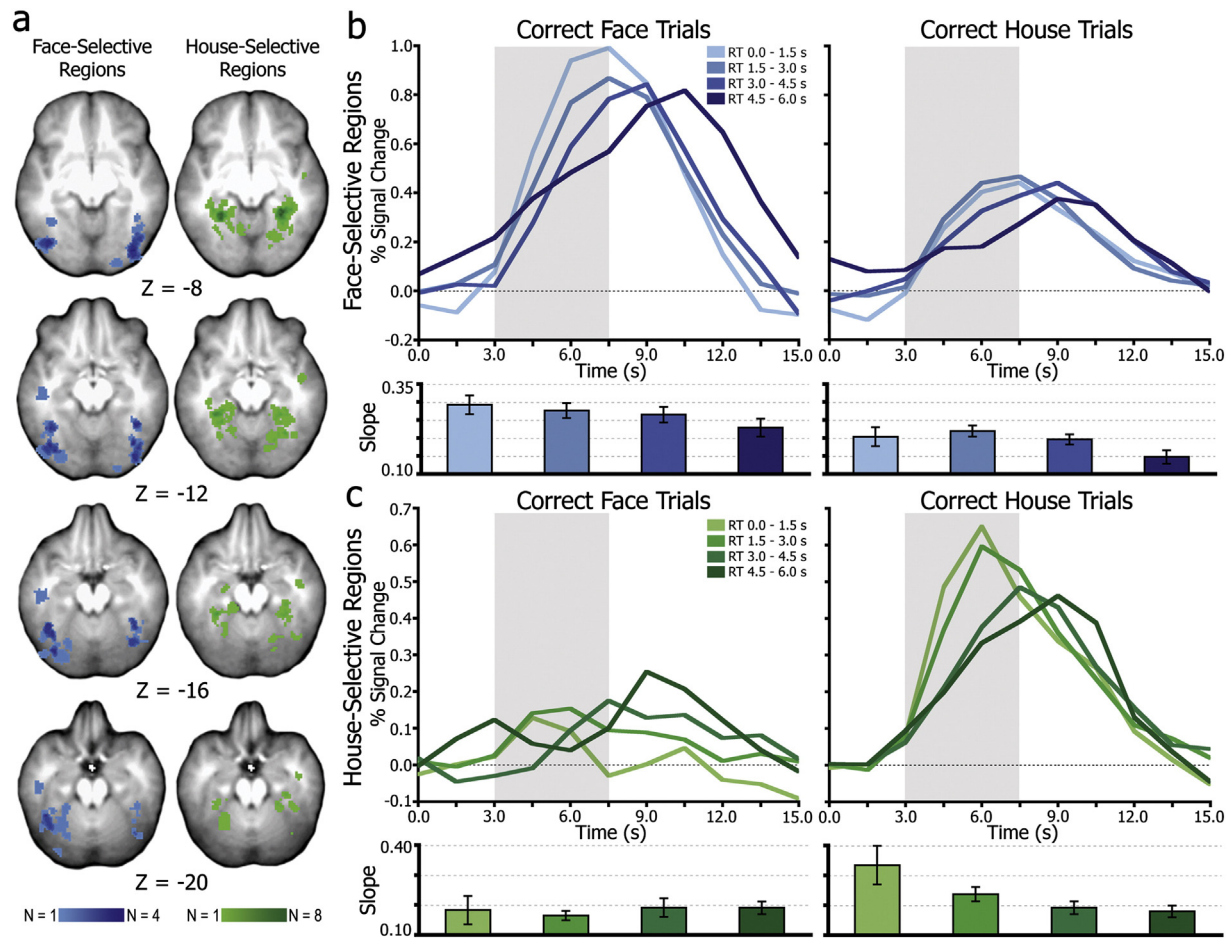 a
Face-Selective
Regions
House-Selective
Regions
Z = -8
Z = -12
Z = -16
Z = -20
N = 1
N = 4
N = 1
N = 8
b
Correct Face Trials
Correct House Trials
Face-Selective Regions
% Signal Change
1.0
0.8
0.6
0.4
0.2
0.0
-0.2
RT 0.0 - 1.5 s
RT 1.5 - 3.0 s
RT 3.0 - 4.5 s
RT 4.5 - 6.0 s
0.0 3.0 6.0 9.0 12.0 15.0
Time (s)
0.0 3.0 6.0 9.0 12.0 15.0
Time (s)
Slope
0.35
0.10
c
Correct Face Trials
Correct House Trials
House-Selective Regions
% Signal Change
0.7
0.6
0.5
0.4
0.3
0.2
0.1
0.0
-0.1
RT 0.0 - 1.5 s
RT 1.5 - 3.0 s
RT 3.0 - 4.5 s
RT 4.5 - 6.0 s
0.0 3.0 6.0 9.0 12.0 15.0
Time (s)
0.0 3.0 6.0 9.0 12.0 15.0
Time (s)
Slope
0.40
0.10